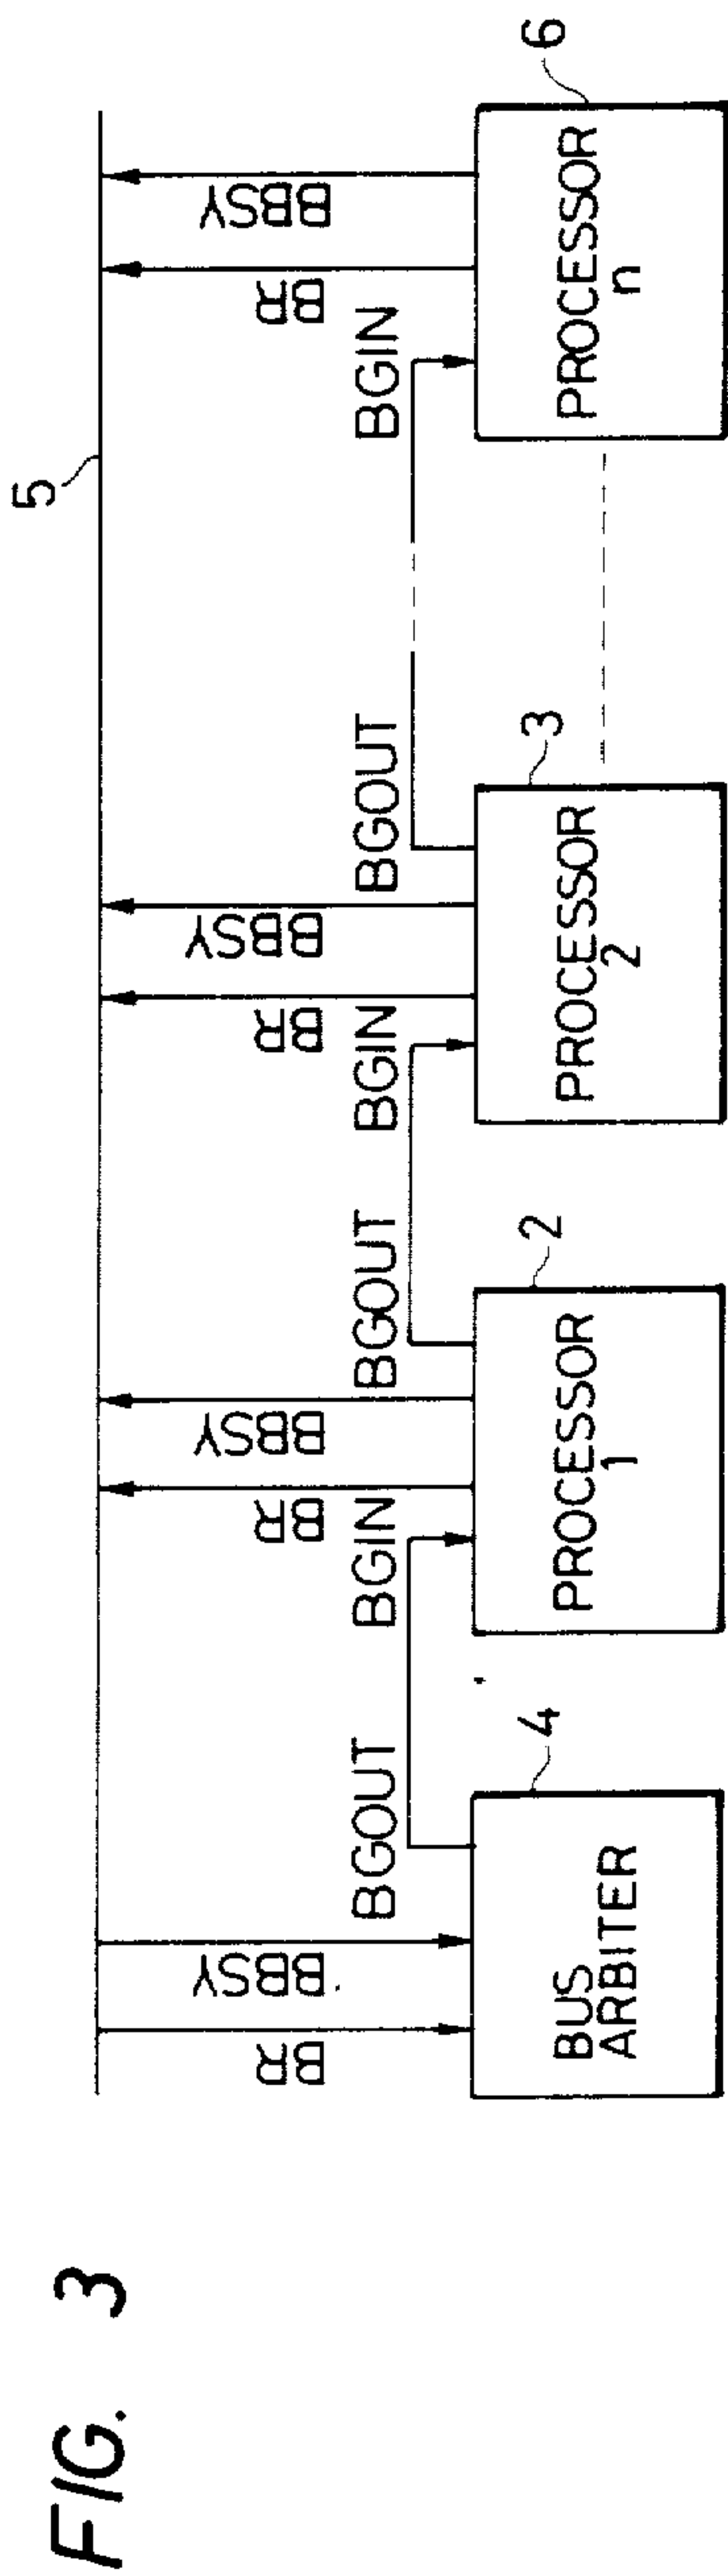 FIG. 3
5
BR
BBSY
BGOUT
BGIN
BR
BBSY
BGOUT
BGIN
BR
BBSY
BGOUT
BGIN
BR
BBSY
4
BUS
ARBITER
2
PROCESSOR
1
3
PROCESSOR
2
6
PROCESSOR
n